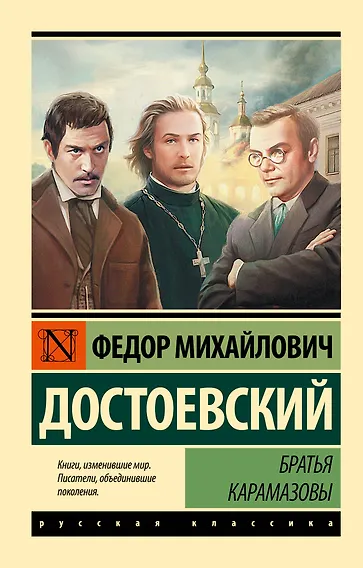 N
ФЕДОР МИХАЙЛОВИЧ
ДОСТОЕВСКИЙ
Книги, изменившие мир.
Писатели, объединившие
поколения.
БРАТЬЯ
КАРАМАЗОВЫ
русская классика